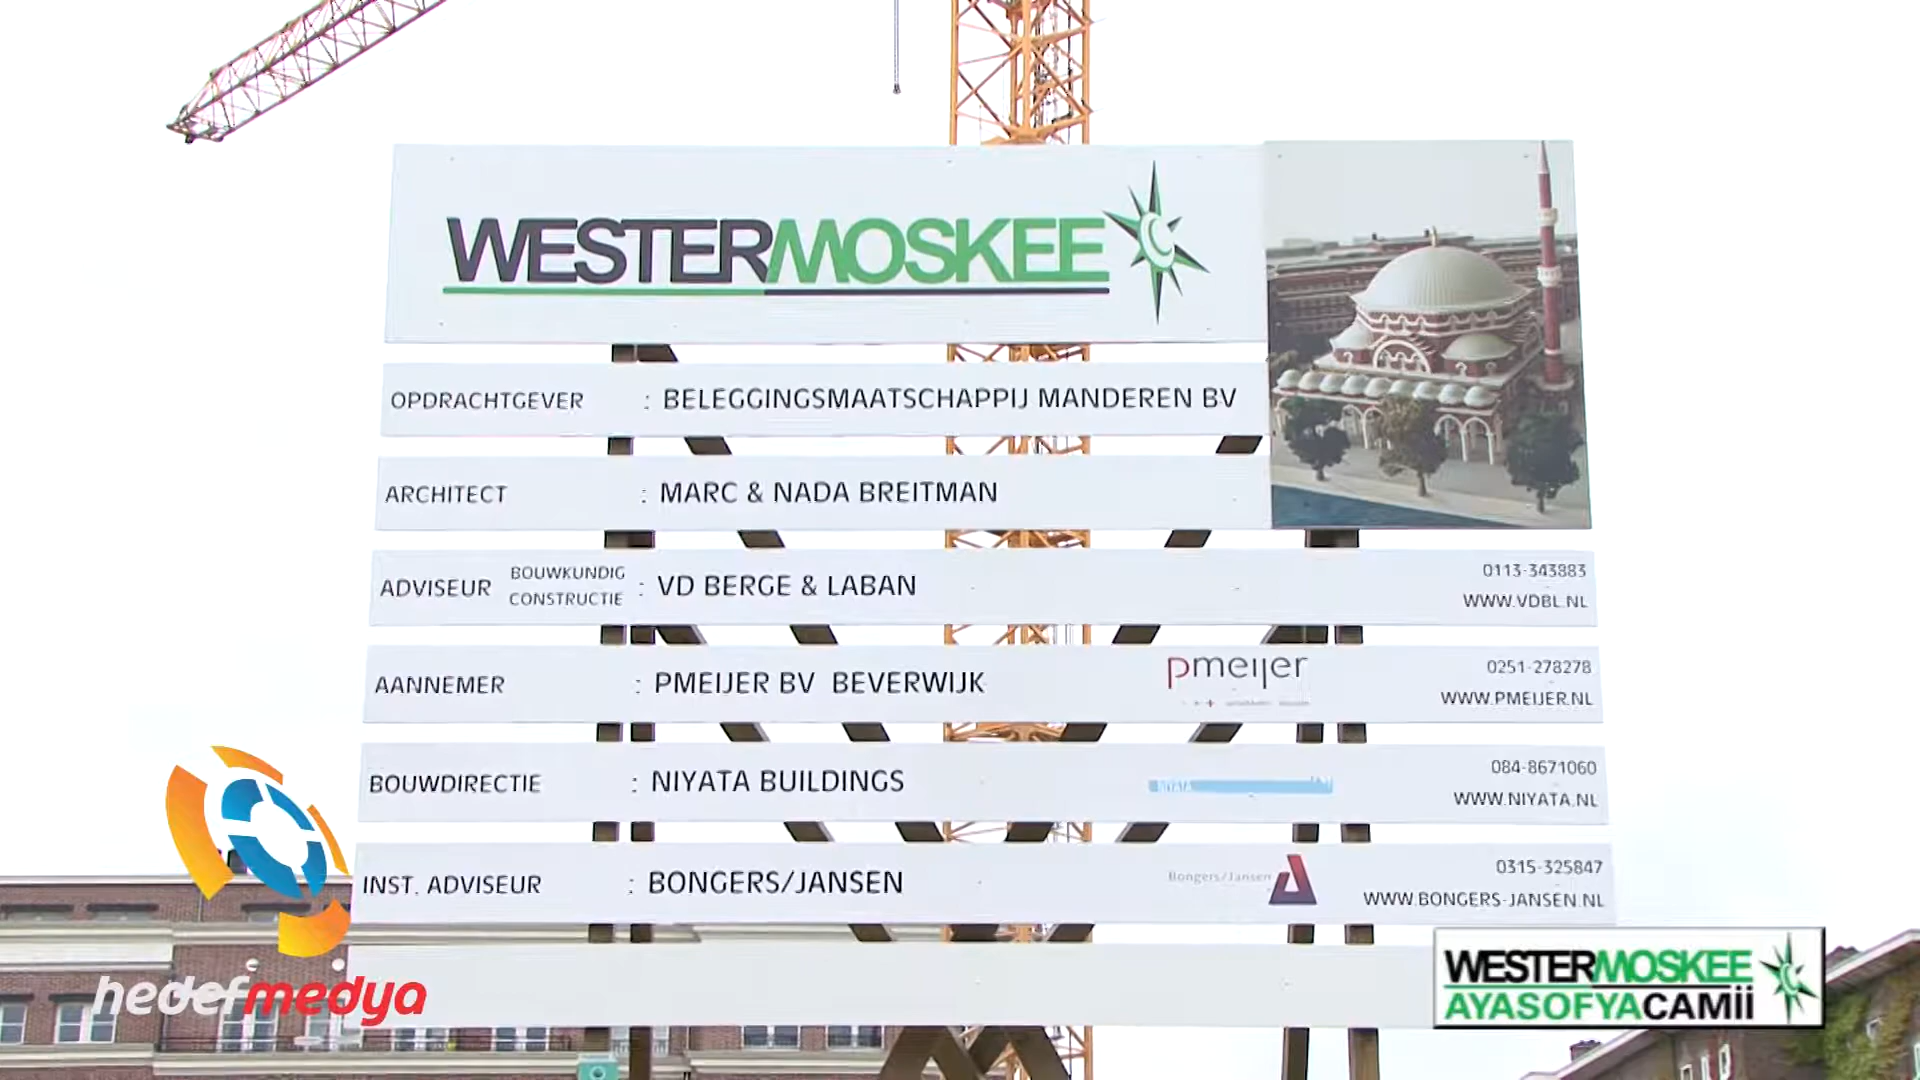 WESTERMOSKEE
OPDRACHTGEVER : BELEGGINGSMAATSCHAPPIJ MANDEREN BV
ARCHITECT : MARC & NADA BREITMAN
ADVISEUR BOUWKUNDIG CONSTRUCTIE : VD BERGE & LABAN
0113-343883
WWW.VDBL.NL
AANNEMER : PMEIJER BV BEVERWIJK
pmeijer
0251-278278
WWW.PMEIJER.NL
BOUWDIRECTIE : NIYATA BUILDINGS
NIYATA
084-8671060
WWW.NIYATA.NL
INST. ADVISEUR : BONGERS/JANSEN
Bongers/Jansen
0315-325847
WWW.BONGERS-JANSEN.NL
hedefmedya
WESTERMOSKEE
AYASOFYACAMii